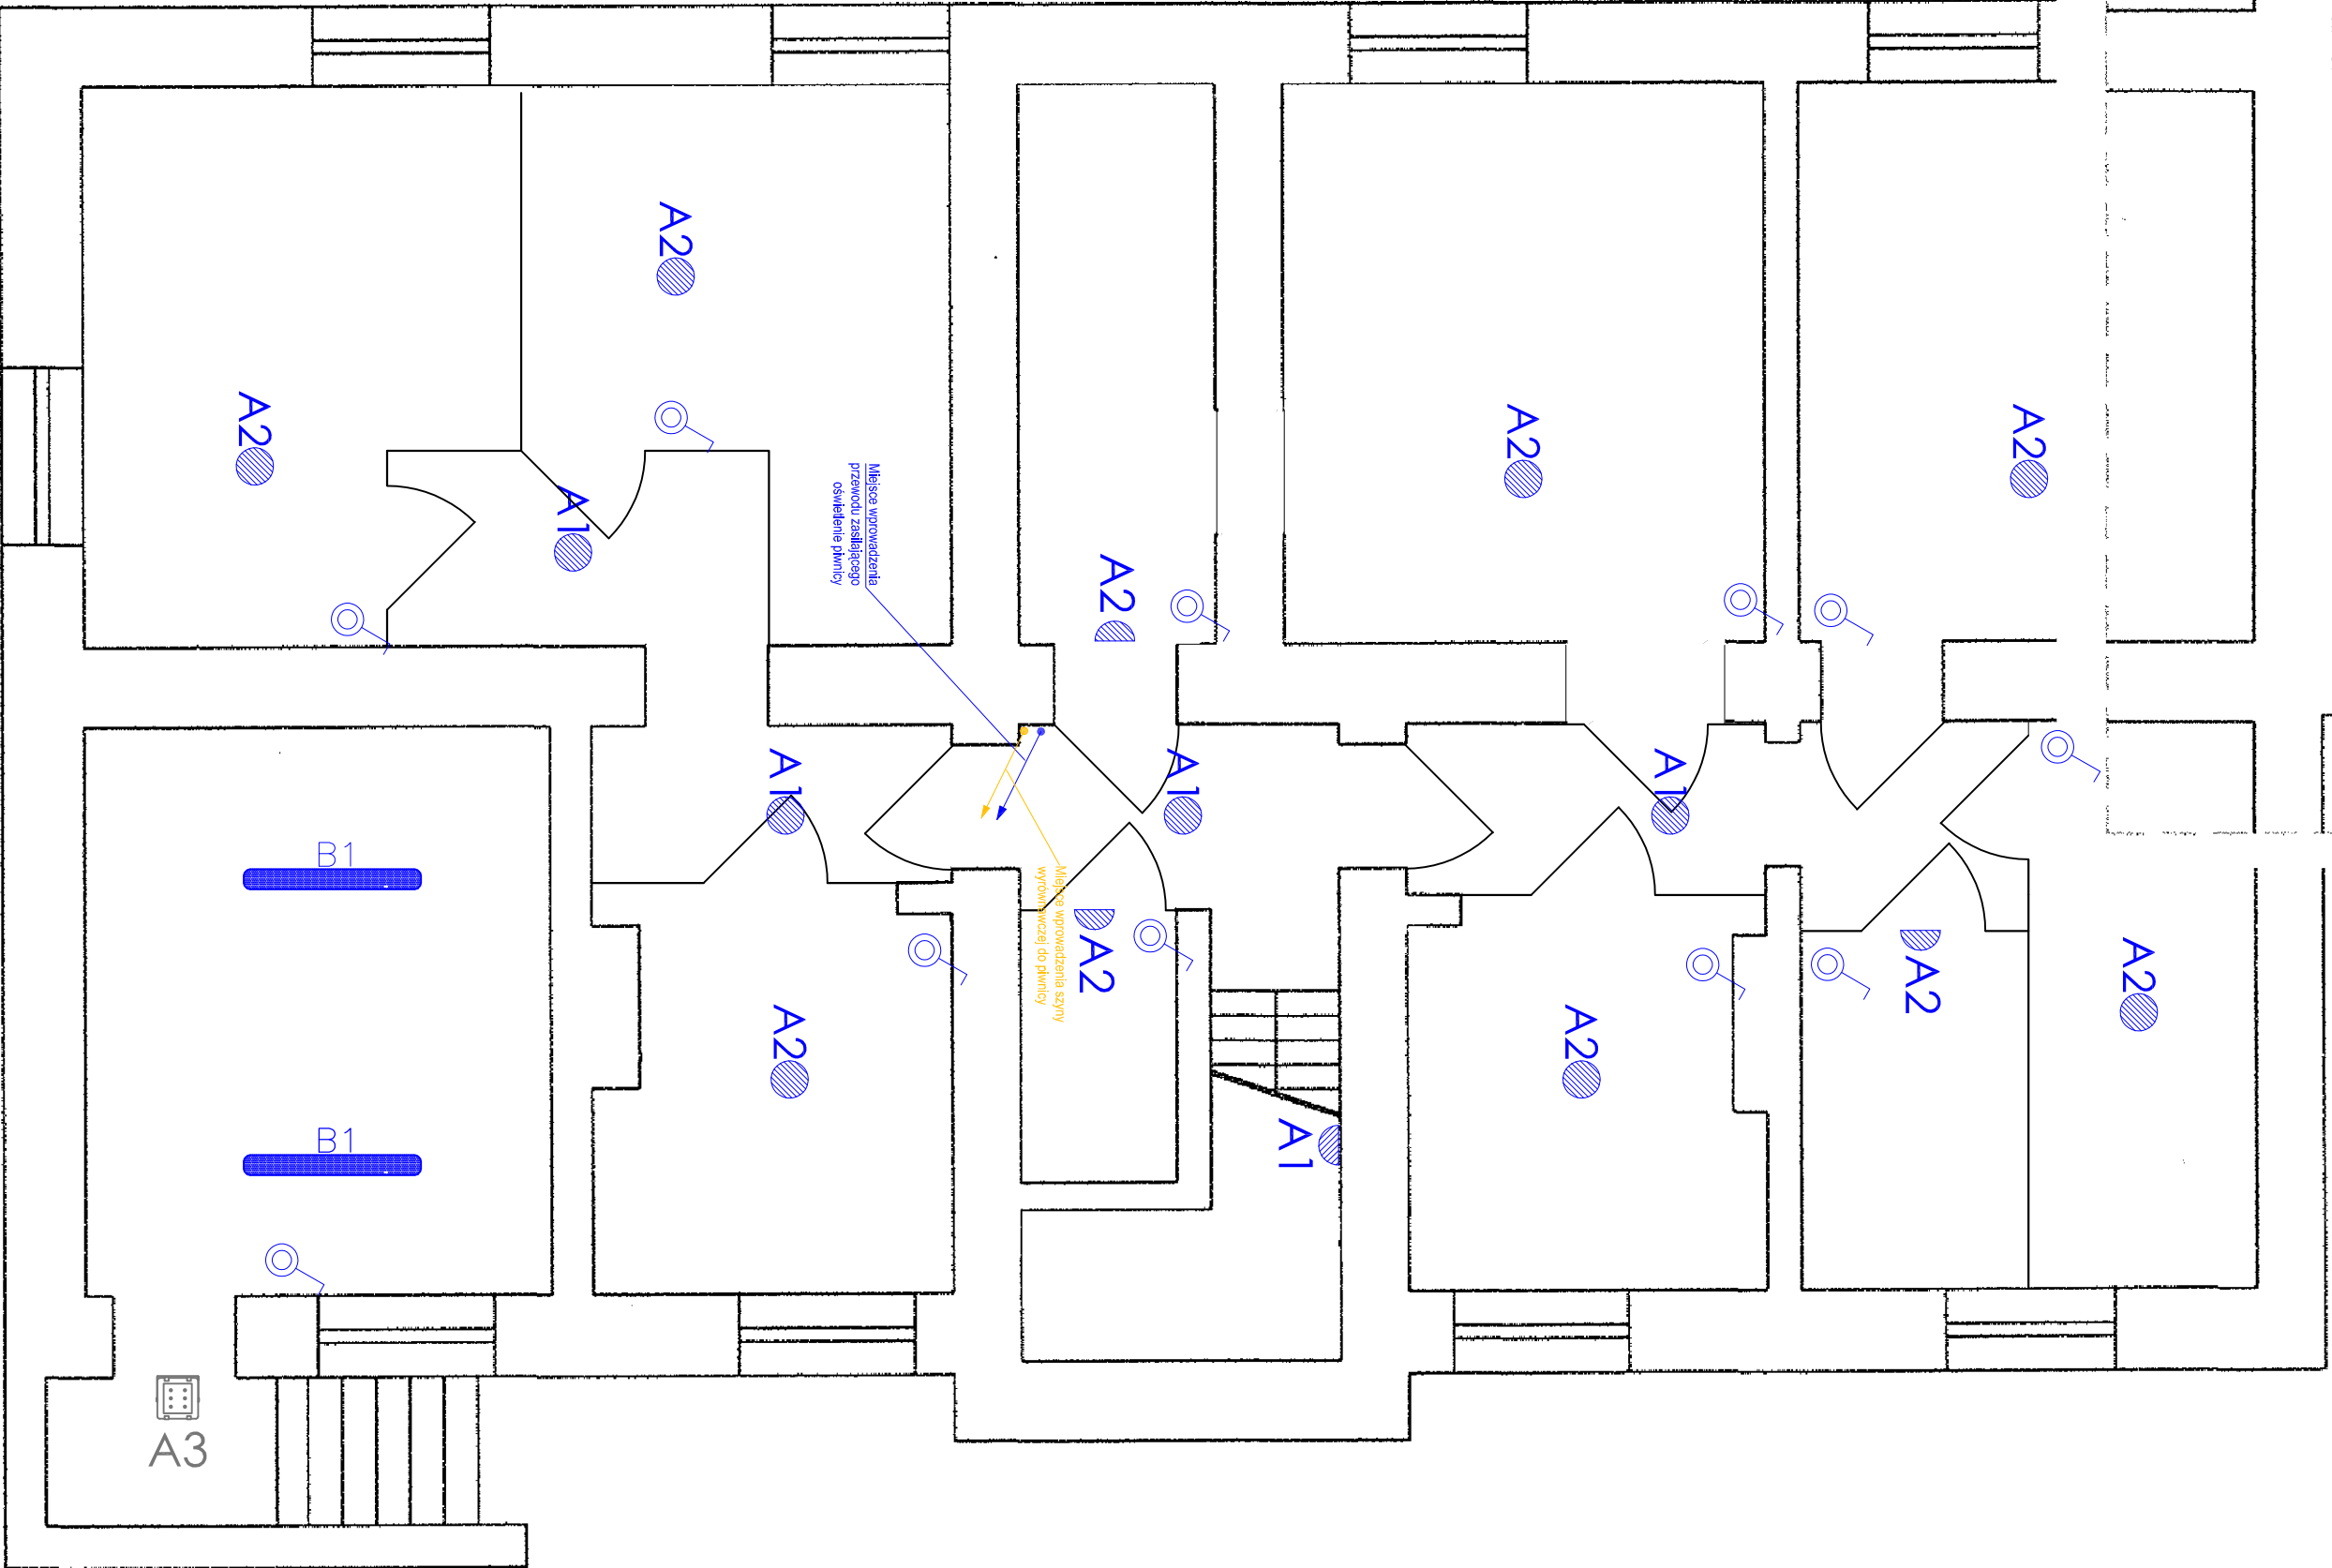 A2
A2
A2
A2
A1
Miejsce wprowadzenia
przewodu zasilającego
oświetlenie piwnicy
A2
A1
A1
A1
B1
Miejsce wprowadzenia szyny
wyrównawczej do piwnicy
A2
A2
A2
A2
A2
B1
A1
A3